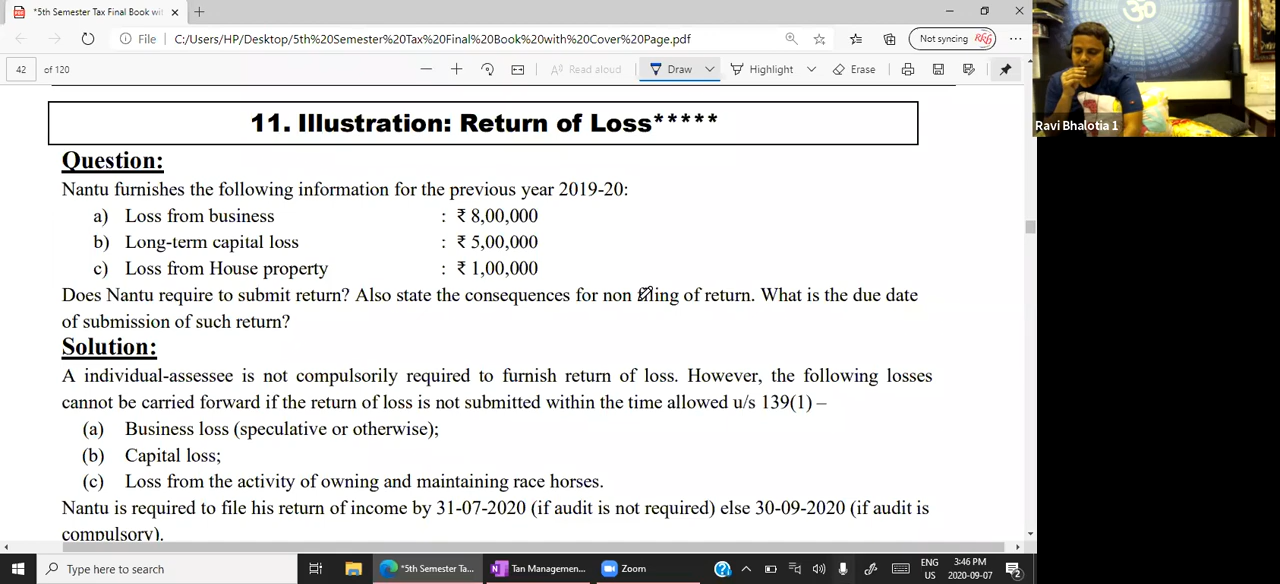 *5th Semester Tax Final Book wit
File C:/Users/HP/Desktop/5th%20Semester%20Tax%20Final%20Book%20with%20Cover%20Page.pdf
Not syncing
42 of 120
Read aloud Draw Highlight Erase
11. Illustration: Return of Loss*****
Question:
Nantu furnishes the following information for the previous year 2019-20:
a) Loss from business : ₹ 8,00,000
b) Long-term capital loss : ₹ 5,00,000
c) Loss from House property : ₹ 1,00,000
Does Nantu require to submit return? Also state the consequences for non filing of return. What is the due date
of submission of such return?
Solution:
A individual-assessee is not compulsorily required to furnish return of loss. However, the following losses
cannot be carried forward if the return of loss is not submitted within the time allowed u/s 139(1) –
(a) Business loss (speculative or otherwise);
(b) Capital loss;
(c) Loss from the activity of owning and maintaining race horses.
Nantu is required to file his return of income by 31-07-2020 (if audit is not required) else 30-09-2020 (if audit is
compulsory).
Ravi Bhalotia 1
Type here to search
*5th Semester Ta...
Tan Managemen...
Zoom
ENG
US
3:46 PM
2020-09-07
2